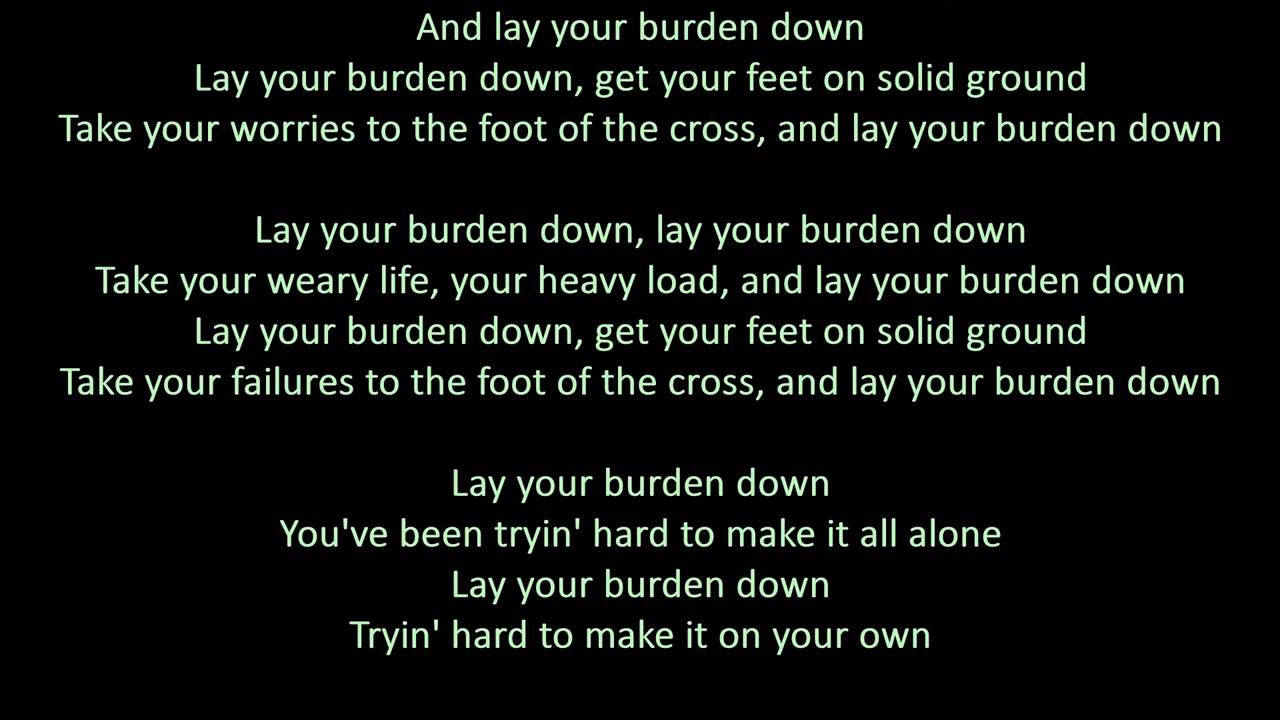 And lay your burden down
Lay your burden down, get your feet on solid ground
Take your worries to the foot of the cross, and lay your burden down
Lay your burden down, lay your burden down
Take your weary life, your heavy load, and lay your burden down
Lay your burden down, get your feet on solid ground
Take your failures to the foot of the cross, and lay your burden down
Lay your burden down
You've been tryin' hard to make it all alone
Lay your burden down
Tryin' hard to make it on your own